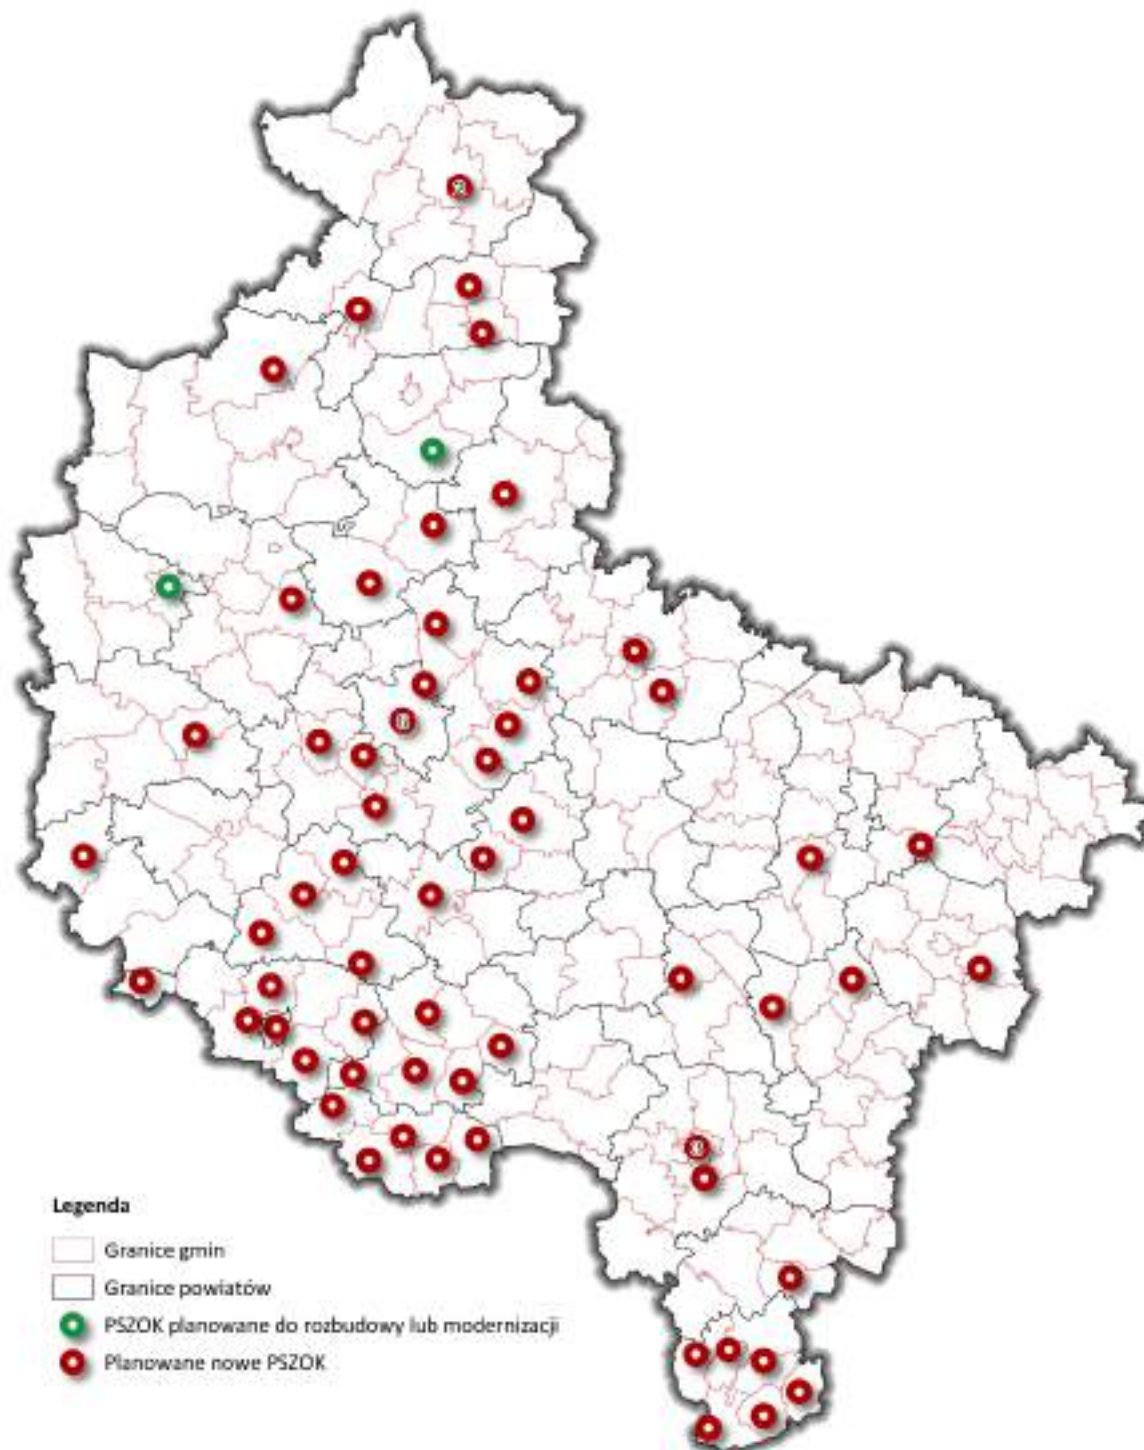 Legenda
Granice gmin
Granice powiatów
PSZOK planowane do rozbudowy lub modernizacji
Planowane nowe PSZOK